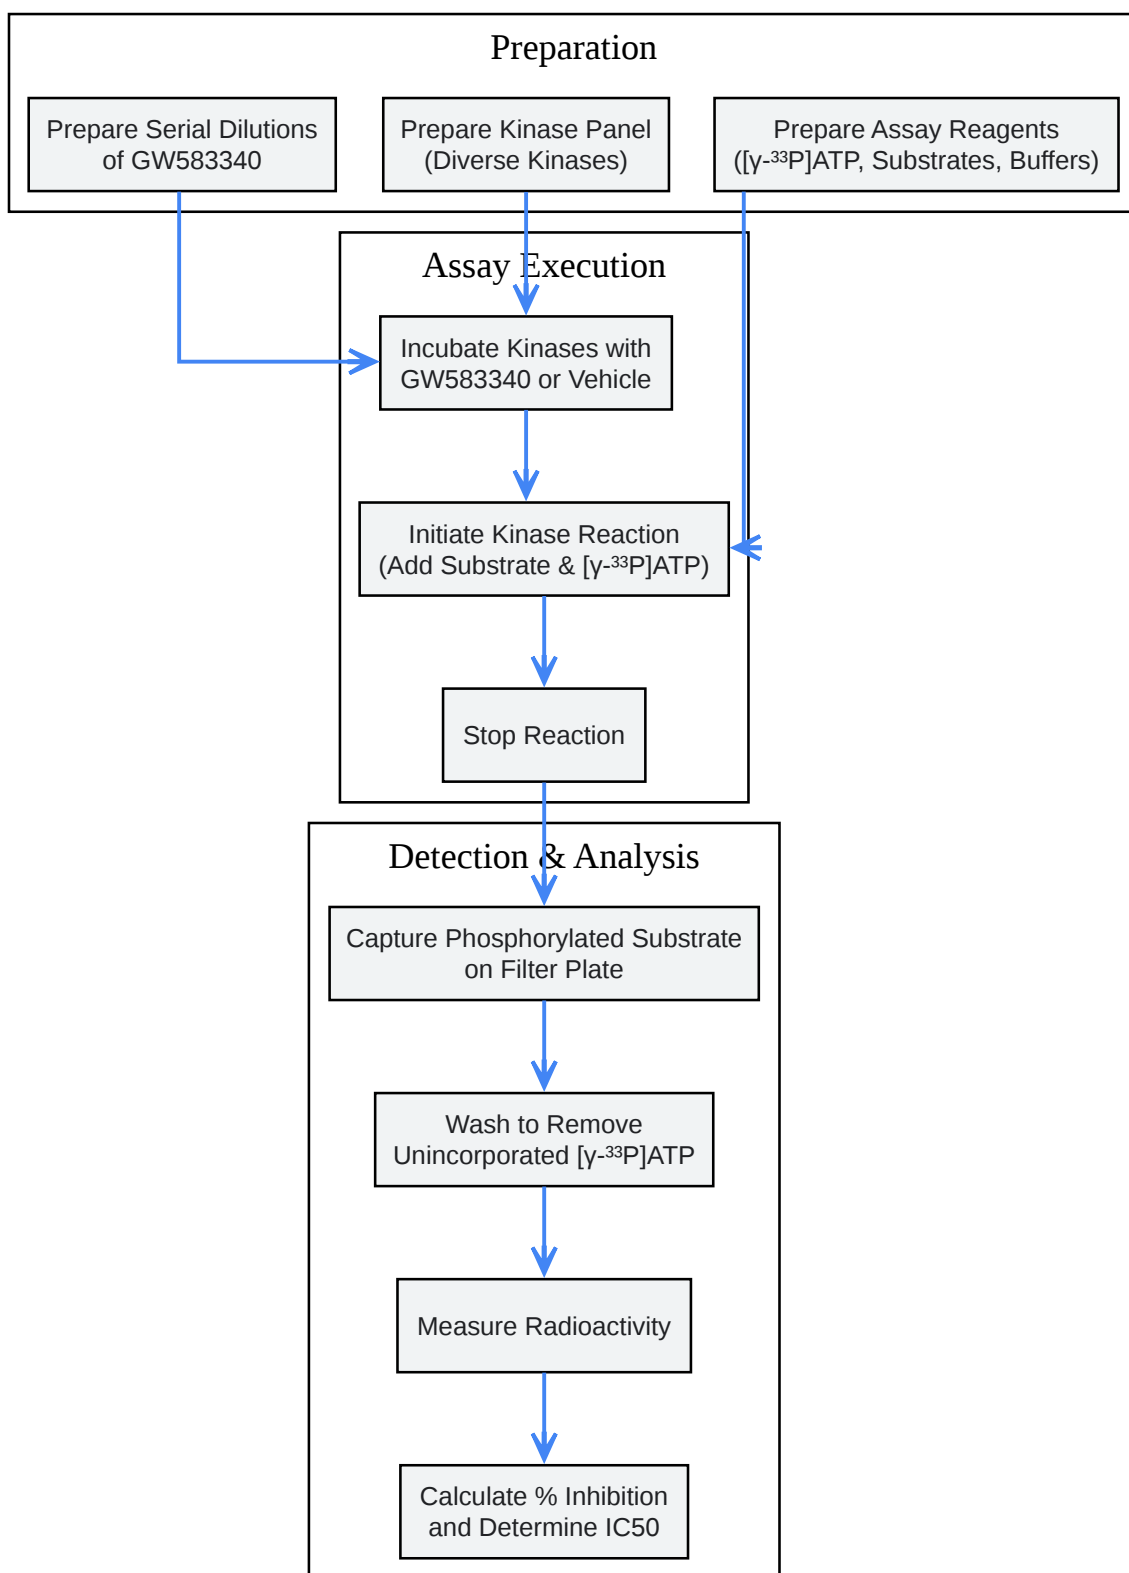 Preparation
Prepare Serial Dilutions
of GW583340
Prepare Kinase Panel
(Diverse Kinases)
Prepare Assay Reagents
([γ-³³P]ATP, Substrates, Buffers)
Assay Execution
Incubate Kinases with
GW583340 or Vehicle
Initiate Kinase Reaction
(Add Substrate & [γ-³³P]ATP)
Stop Reaction
Detection & Analysis
Capture Phosphorylated Substrate
on Filter Plate
Wash to Remove
Unincorporated [γ-³³P]ATP
Measure Radioactivity
Calculate % Inhibition
and Determine IC50